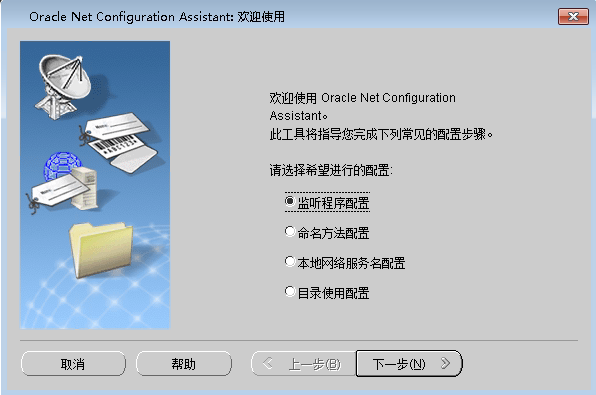 Oracle Net Configuration Assistant: 欢迎使用
欢迎使用 Oracle Net Configuration
Assistant。
此工具将指导您完成下列常见的配置步骤。
请选择希望进行的配置:
监听程序配置
命名方法配置
本地网络服务名配置
目录使用配置
取消
帮助
上一步(B)
下一步(N)